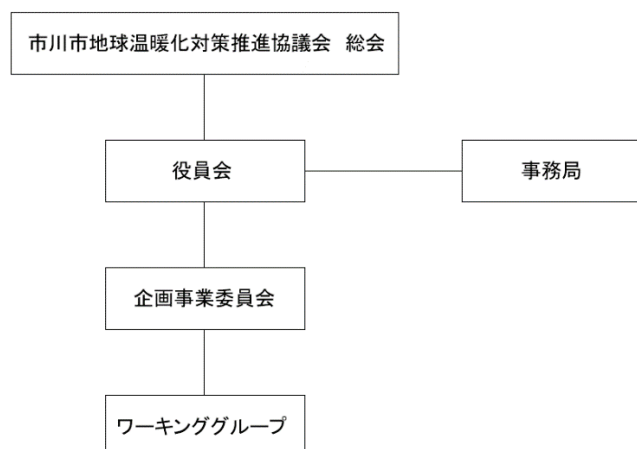 市川市地球温暖化対策推進協議会　総会
役員会
事務局
企画事業委員会
ワーキンググループ